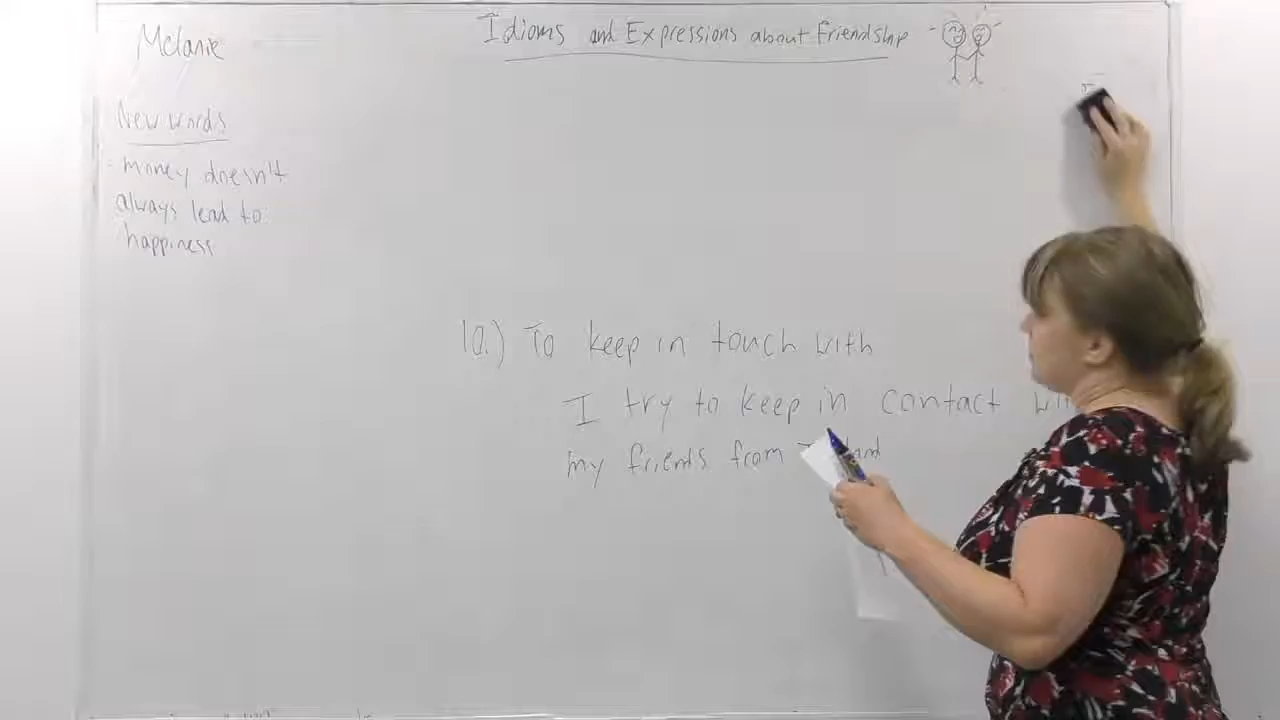 Melanie
Idioms and Expressions about Friendship
New words
- money doesn't
always lead to
happiness
10.) To keep in touch with
I try to keep in contact
my friends from